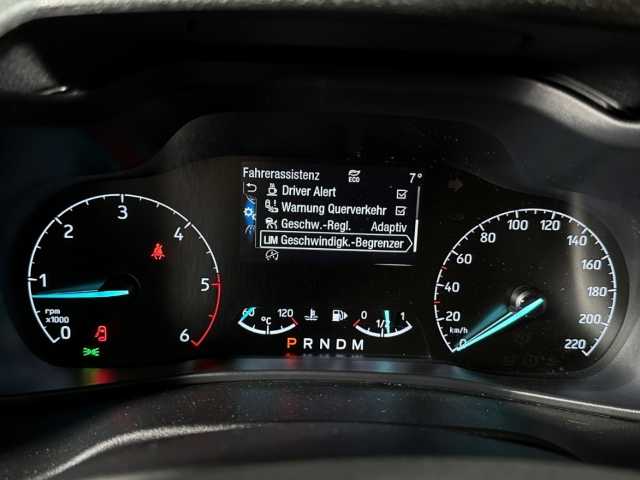 Fahrerassistenz ECO 7°
Driver Alert
Warnung Querverkehr
Geschw.-Regl. Adaptiv
LIM Geschwindigk.-Begrenzer
0 1 2 3 4 5 6
rpm
x1000
60 °C 120
0 1/2 1
P R N D M
0 20 40 60 80 100 120 140 160 180 200 220
km/h